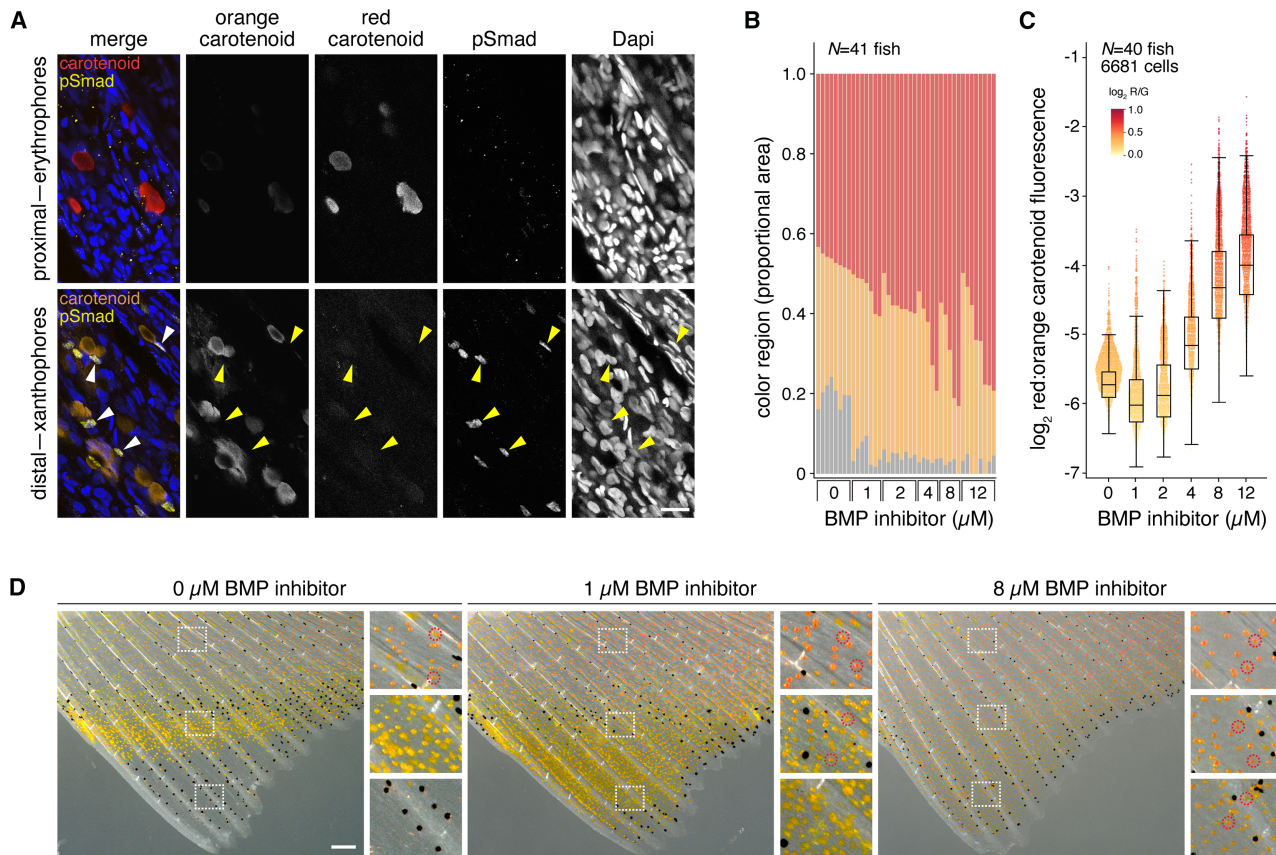 A
merge
orange
carotenoid
red
carotenoid
pSmad
Dapi
proximal—erythrophores
carotenoid
pSmad
distal—xanthophores
carotenoid
pSmad
B
N=41 fish
color region (proportional area)
1.0
0.8
0.6
0.4
0.2
0
0 1 2 4 8 12
BMP inhibitor (µM)
C
N=40 fish
6681 cells
log2 R/G
1.0
0.5
0.0
log2 red:orange carotenoid fluorescence
-1
-2
-3
-4
-5
-6
-7
0 1 2 4 8 12
BMP inhibitor (µM)
D
0 µM BMP inhibitor
1 µM BMP inhibitor
8 µM BMP inhibitor